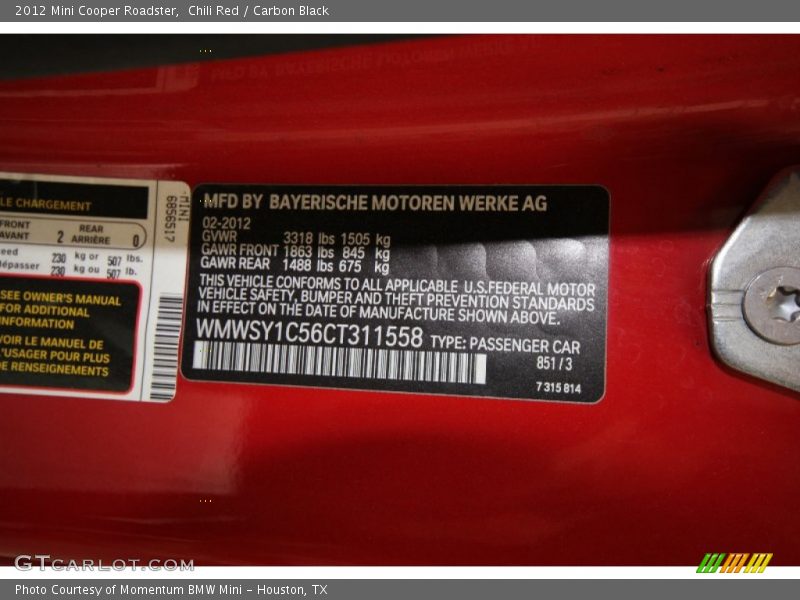 2012 Mini Cooper Roadster, Chili Red / Carbon Black
LE CHARGEMENT
FRONT
AVANT 2 REAR
ARRIÈRE 0
230 kg or 507 lbs.
230 kg ou 507 lb.
SEE OWNER'S MANUAL
FOR ADDITIONAL
INFORMATION
VOIR LE MANUEL DE
L'USAGER POUR PLUS
DE RENSEIGNEMENTS
MINI
6856517
MFD BY BAYERISCHE MOTOREN WERKE AG
02-2012
GVWR 3318 lbs 1505 kg
GAWR FRONT 1863 lbs 845 kg
GAWR REAR 1488 lbs 675 kg
THIS VEHICLE CONFORMS TO ALL APPLICABLE U.S.FEDERAL MOTOR
VEHICLE SAFETY, BUMPER AND THEFT PREVENTION STANDARDS
IN EFFECT ON THE DATE OF MANUFACTURE SHOWN ABOVE.
WMWSY1C56CT311558 TYPE: PASSENGER CAR
851/3
7 315 814
GTcarlot.com
Photo Courtesy of Momentum BMW Mini - Houston, TX